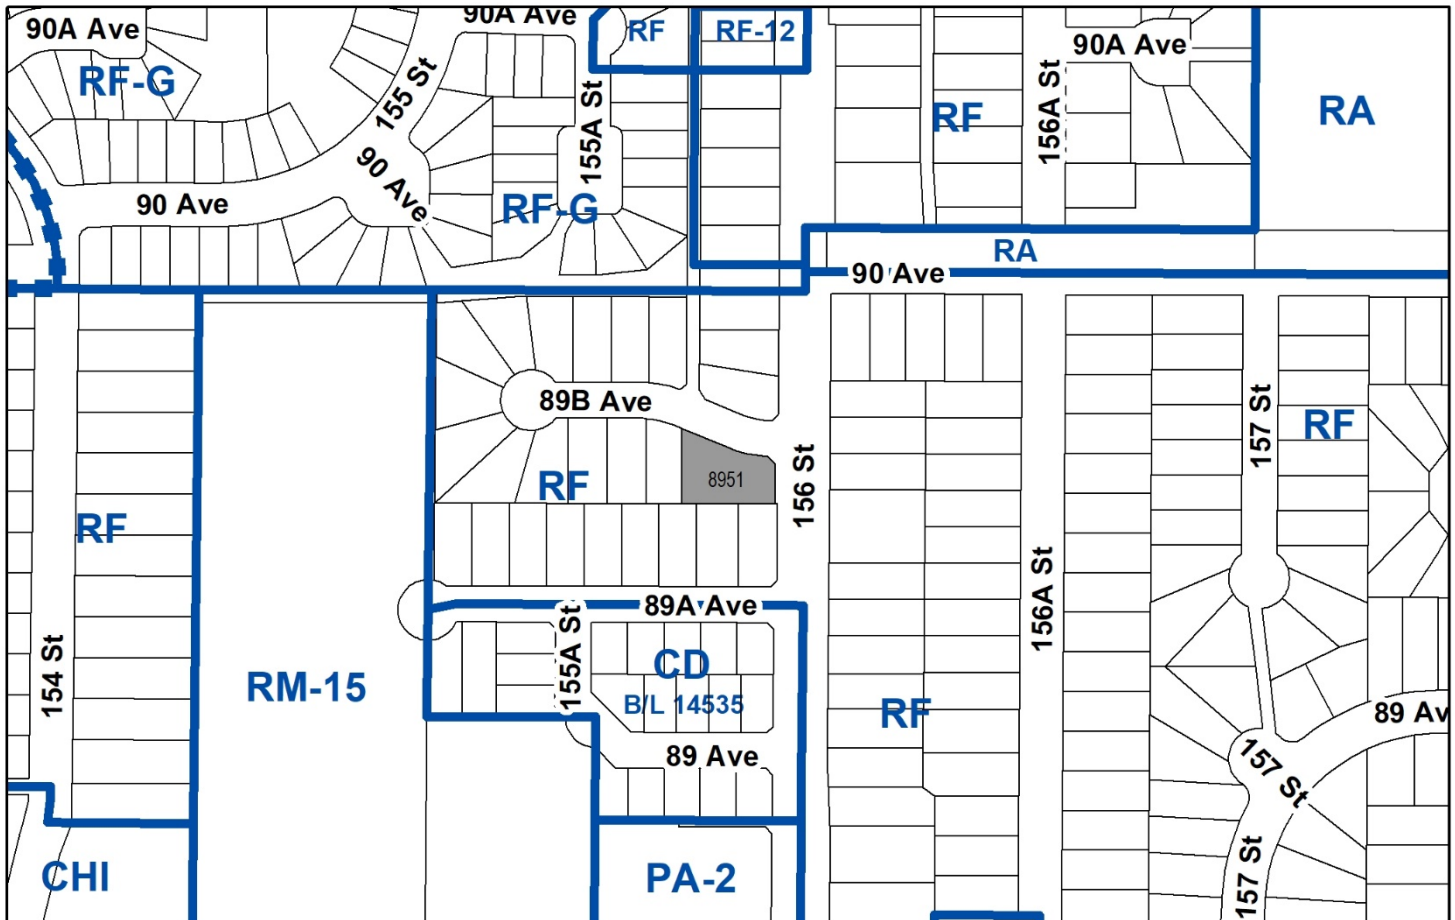 90A Ave
90A Ave
RF
RF-12
90A Ave
RF-G
155 St
156A St
RA
RF
155A St
90 Ave
90 Ave
RF-G
RA
90 Ave
89B Ave
157 St
RF
RF
8951
156 St
RF
156A St
89A Ave
154 St
155A St
CD
RM-15
B/L 14535
RF
89 Av
89 Ave
157 St
CHI
PA-2
157 St